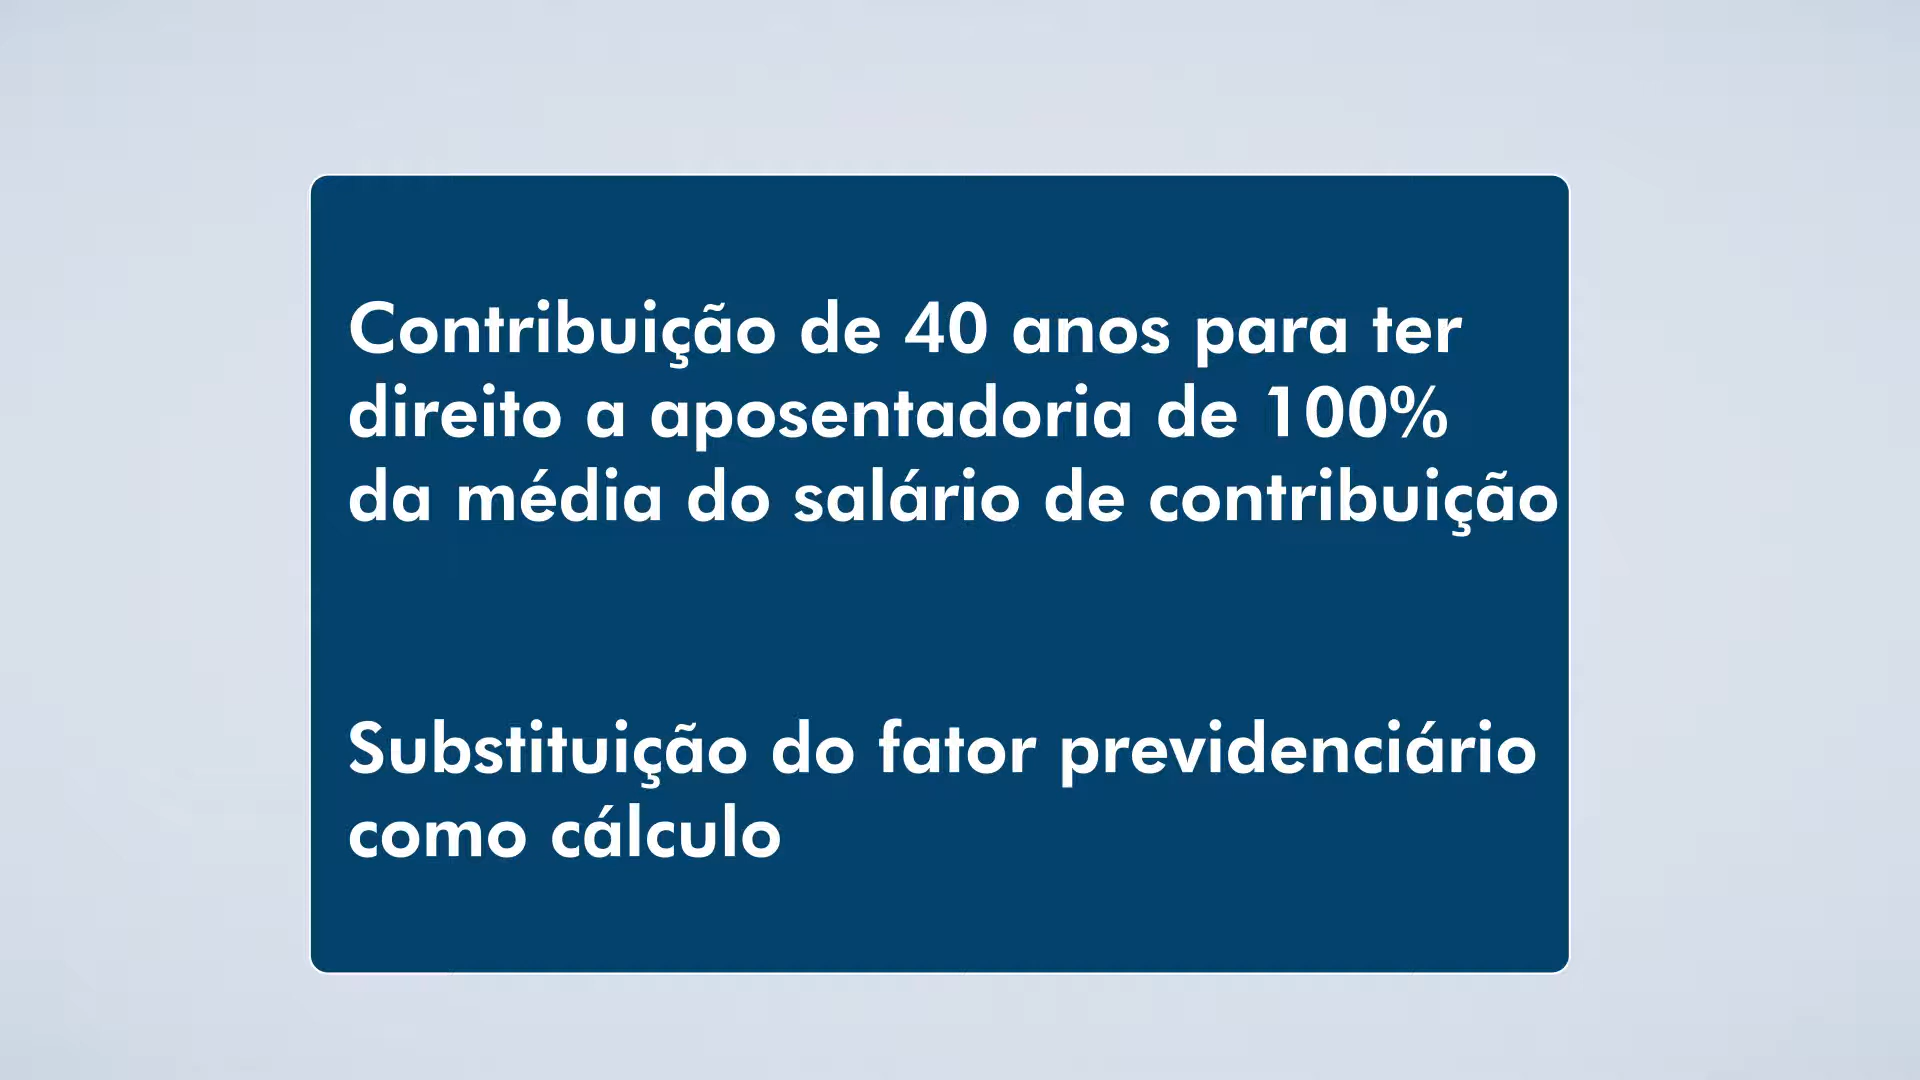 Contribuição de 40 anos para ter
direito a aposentadoria de 100%
da média do salário de contribuição
Substituição do fator previdenciário
como cálculo